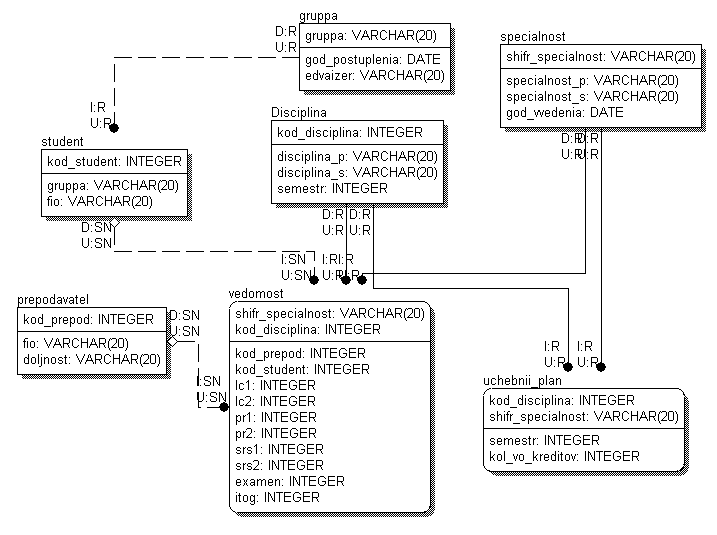 gruppa
gruppa: VARCHAR(20)
god_postuplenia: DATE
edvaizer: VARCHAR(20)
D:R
U:R
I:R
U:R
specialnost
shifr_specialnost: VARCHAR(20)
specialnost_p: VARCHAR(20)
specialnost_s: VARCHAR(20)
god_wedenia: DATE
D:R D:R
U:R U:R
Disciplina
kod_disciplina: INTEGER
disciplina_p: VARCHAR(20)
disciplina_s: VARCHAR(20)
semestr: INTEGER
D:R D:R
U:R U:R
student
kod_student: INTEGER
gruppa: VARCHAR(20)
fio: VARCHAR(20)
D:SN
U:SN
I:SN I:R I:R
U:SN U:R U:R
prepodavatel
kod_prepod: INTEGER
fio: VARCHAR(20)
doljnost: VARCHAR(20)
D:SN
U:SN
I:SN
U:SN
vedomost
shifr_specialnost: VARCHAR(20)
kod_disciplina: INTEGER
kod_prepod: INTEGER
kod_student: INTEGER
lc1: INTEGER
lc2: INTEGER
pr1: INTEGER
pr2: INTEGER
srs1: INTEGER
srs2: INTEGER
examen: INTEGER
itog: INTEGER
I:R I:R
U:R U:R
uchebnii_plan
kod_disciplina: INTEGER
shifr_specialnost: VARCHAR(20)
semestr: INTEGER
kol_vo_kreditov: INTEGER